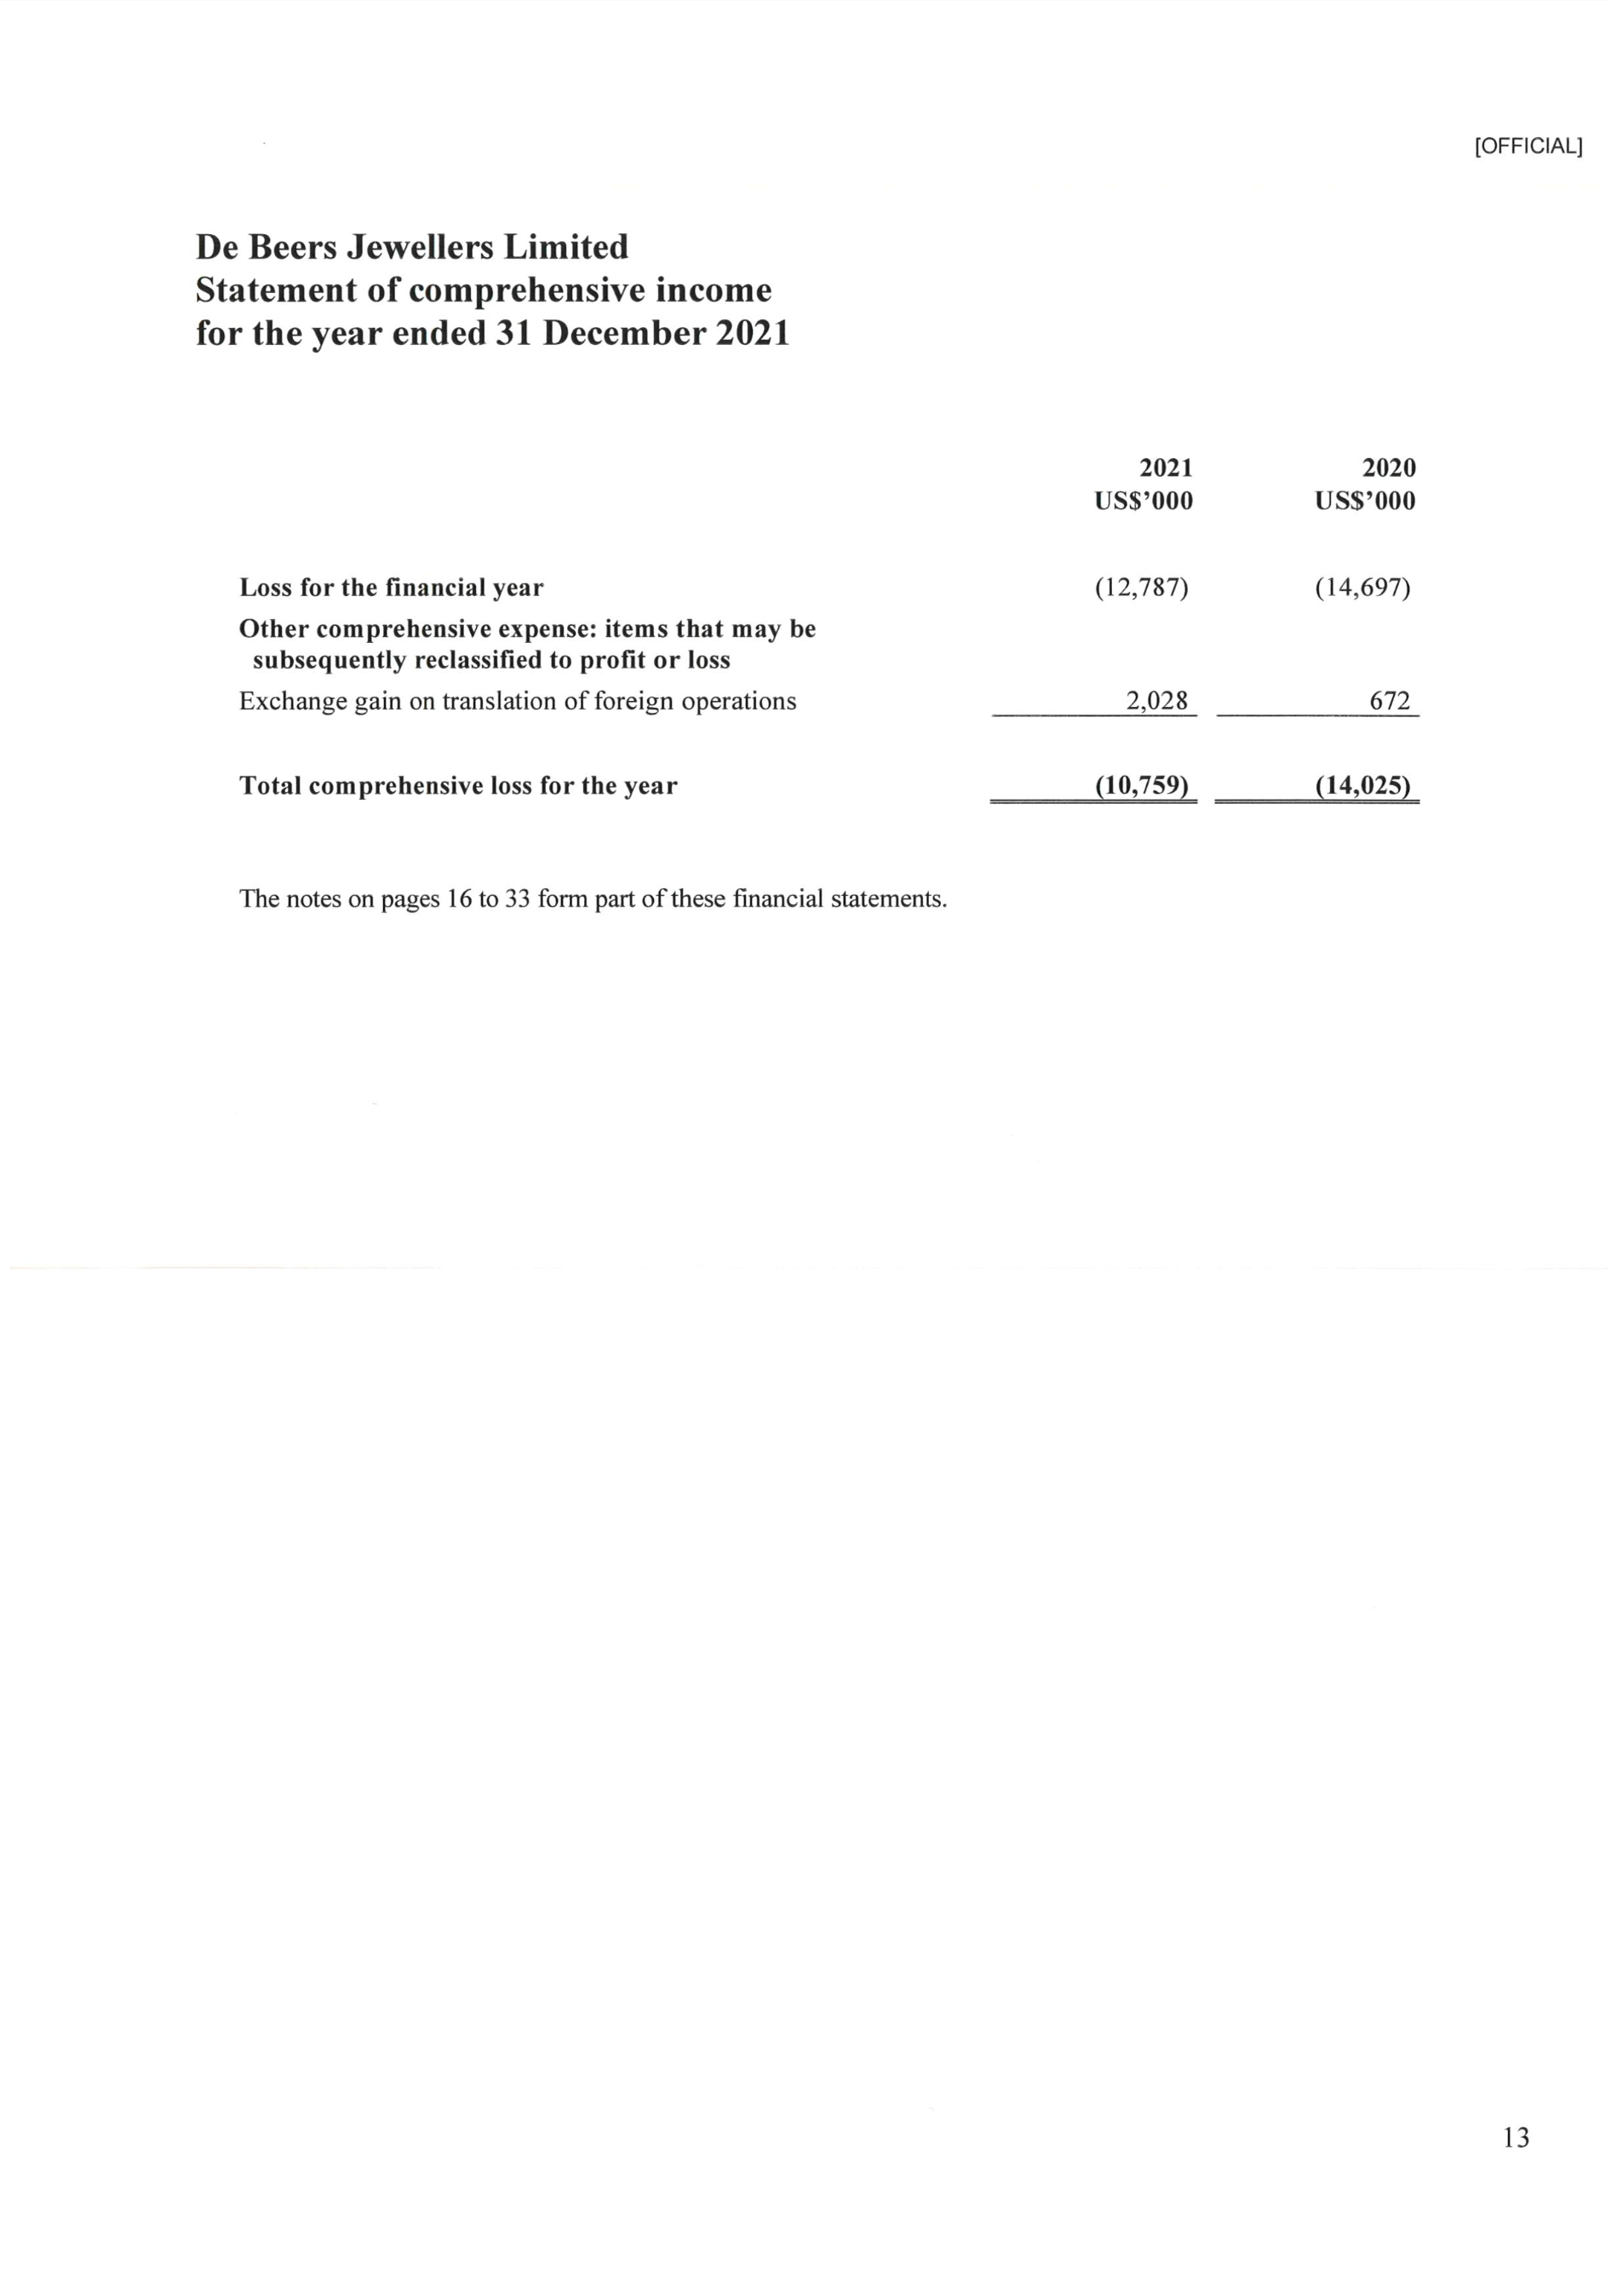 [OFFICIAL]
De Beers Jewellers Limited
Statement of comprehensive income
for the year ended 31 December 2021
2021 2020
US$’000 US$’000
Loss for the financial year (12,787) (14,697)
Other comprehensive expense: items that may be
subsequently reclassified to profit or loss
Exchange gain on translation of foreign operations 2,028 672
Total comprehensive loss for the year (10,759) (14,025)
The notes on pages 16 to 33 form part of these financial statements.
13